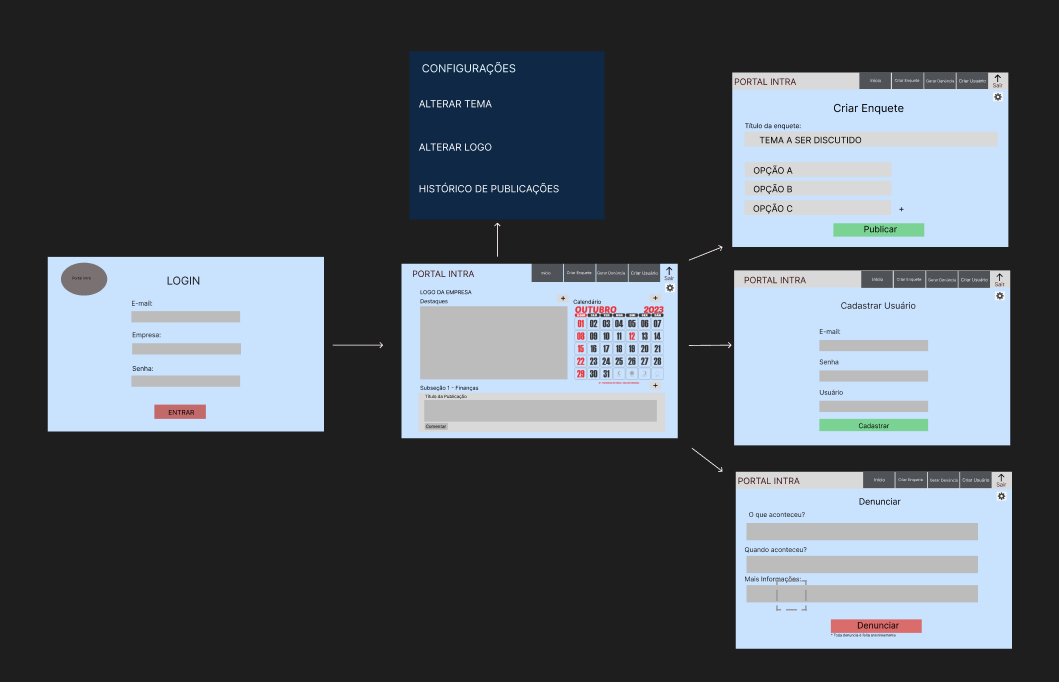 CONFIGURAÇÕES
ALTERAR TEMA
ALTERAR LOGO
HISTÓRICO DE PUBLICAÇÕES
LOGIN
E-mail:
Empresa:
Senha:
ENTRAR
PORTAL INTRA
Início
Criar Enquete
Gerar Denúncia
Criar Usuário
Sair
LOGO DA EMPRESA
Destaques
+
Calendário
+
OUTUBRO 2023
01 02 03 04 05 06 07
08 09 10 11 12 13 14
15 16 17 18 19 20 21
22 23 24 25 26 27 28
29 30 31
+
Subseção 1 - Finanças
Título da Publicação
Comentar
PORTAL INTRA
Início
Criar Enquete
Gerar Denúncia
Criar Usuário
Sair
Criar Enquete
Título da enquete:
TEMA A SER DISCUTIDO
OPÇÃO A
OPÇÃO B
OPÇÃO C
+
Publicar
PORTAL INTRA
Início
Criar Enquete
Gerar Denúncia
Criar Usuário
Sair
Cadastrar Usuário
E-mail:
Senha
Usuário
Cadastrar
PORTAL INTRA
Início
Criar Enquete
Gerar Denúncia
Criar Usuário
Sair
Denunciar
O que aconteceu?
Quando aconteceu?
Mais Informações:
Denunciar
* Toda denúncia é feita anonimamente